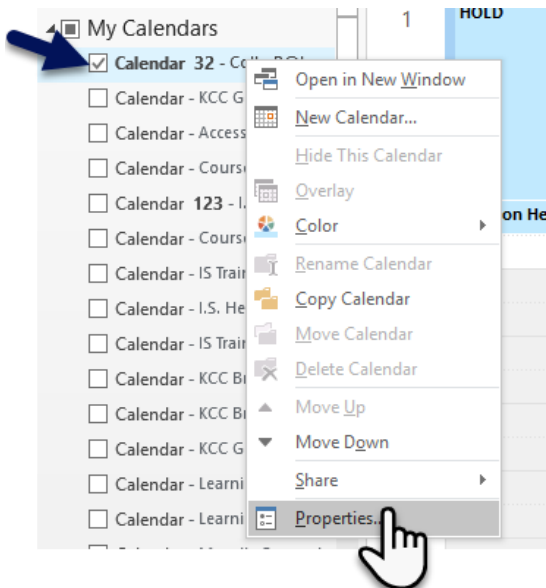 My Calendars
1
HOLD
Calendar 32 -
Open in New Window
Calendar - KCC G
New Calendar...
Calendar - Access
Hide This Calendar
Calendar - Cours
Overlay
Calendar 123 - I.
on He
Color
Calendar - Cours
Rename Calendar
Calendar - IS Train
Copy Calendar
Calendar - I.S. He
Move Calendar
Calendar - IS Train
Delete Calendar
Calendar - KCC Br
Move Up
Calendar - KCC Br
Move Down
Calendar - KCC G
Share
Calendar - Learni
Properties...
Calendar - Learni